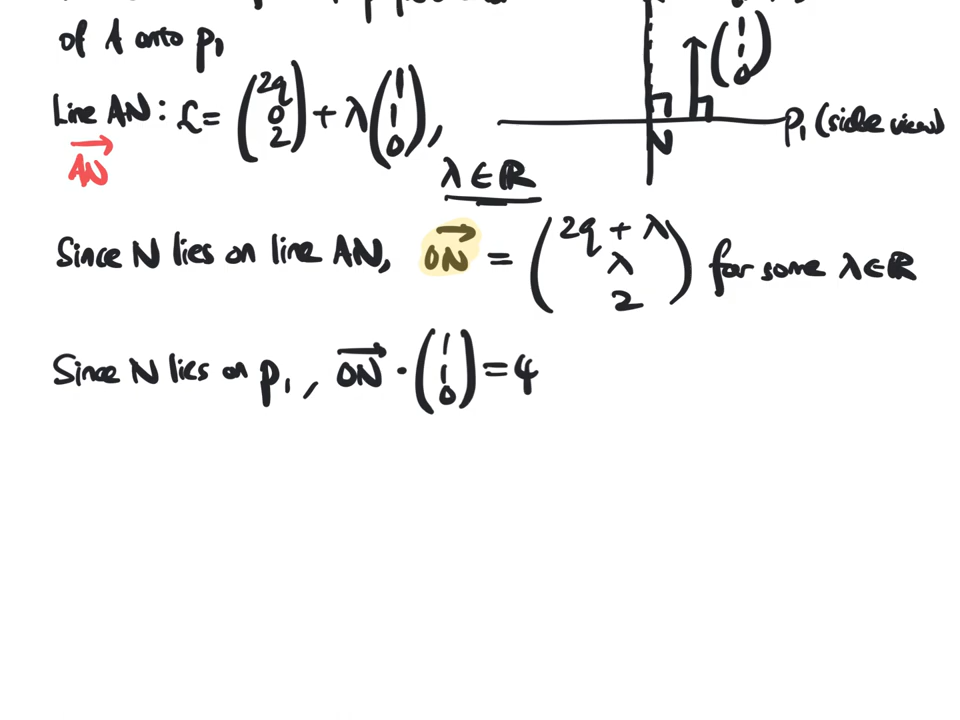 of A onto p₁
(1 1 0)
Line AN: r = (2q 0 2) + λ(1 1 0), λ∈ℝ
p₁ (side view)
N
AN
Since N lies on line AN, ON = (2q + λ λ 2) for some λ∈ℝ
Since N lies on p₁, ON · (1 1 0) = 4